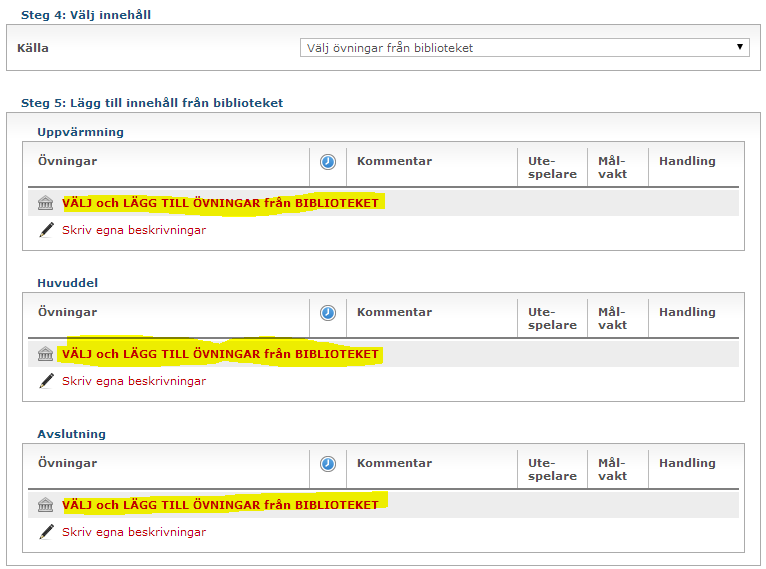 Steg 4: Välj innehåll
Källa Välj övningar från biblioteket
Steg 5: Lägg till innehåll från biblioteket
Uppvärmning
Övningar Kommentar Ute-spelare Mål-vakt Handling
VÄLJ och LÄGG TILL ÖVNINGAR från BIBLIOTEKET
Skriv egna beskrivningar
Huvuddel
Övningar Kommentar Ute-spelare Mål-vakt Handling
VÄLJ och LÄGG TILL ÖVNINGAR från BIBLIOTEKET
Skriv egna beskrivningar
Avslutning
Övningar Kommentar Ute-spelare Mål-vakt Handling
VÄLJ och LÄGG TILL ÖVNINGAR från BIBLIOTEKET
Skriv egna beskrivningar